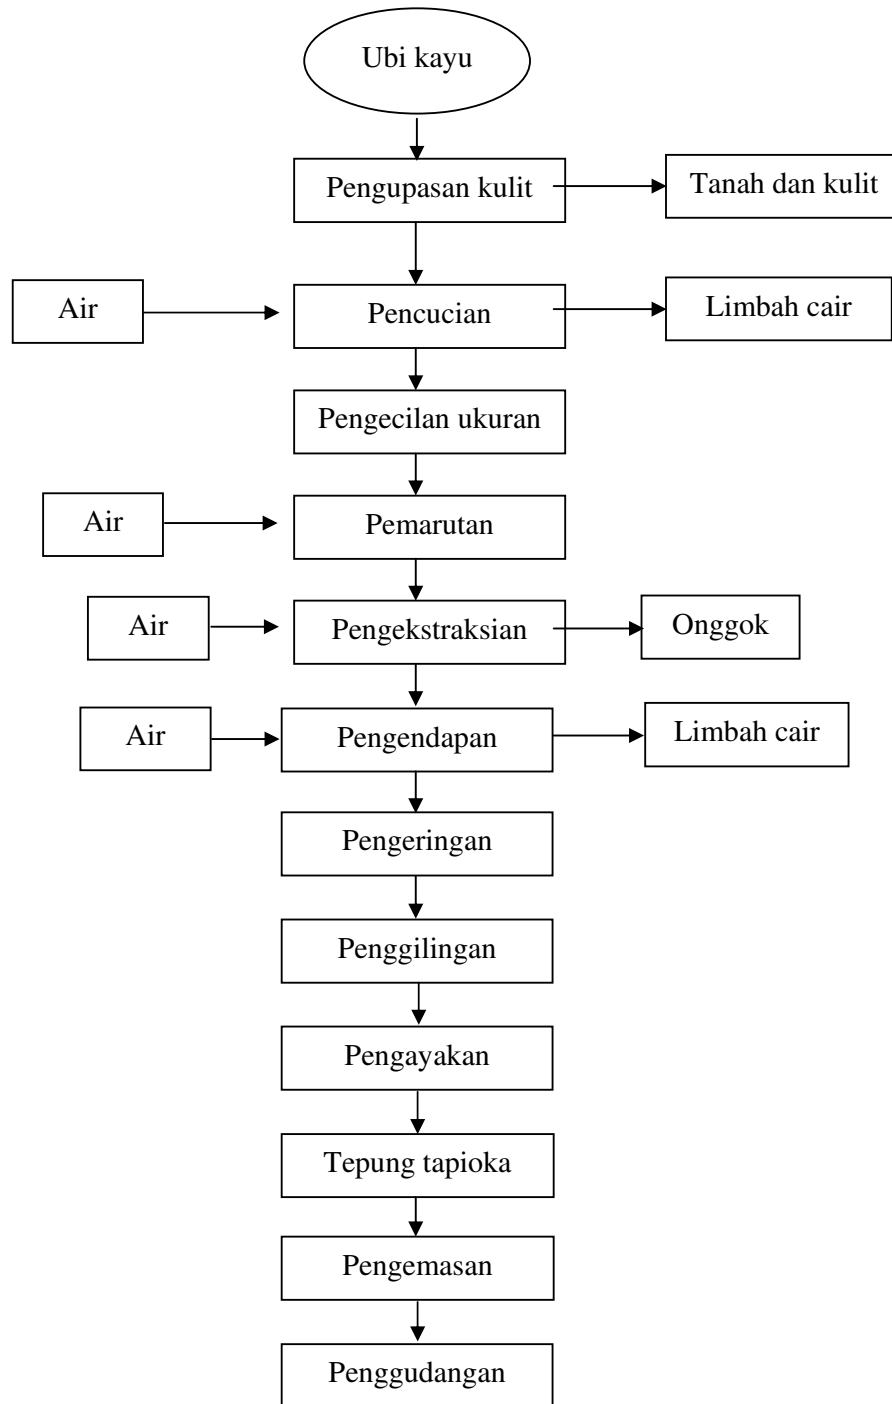 Ubi kayu
Pengupasan kulit
Tanah dan kulit
Air
Pencucian
Limbah cair
Pengecilan ukuran
Air
Pemarutan
Air
Pengekstraksian
Onggok
Air
Pengendapan
Limbah cair
Pengeringan
Penggilingan
Pengayakan
Tepung tapioka
Pengemasan
Penggudangan